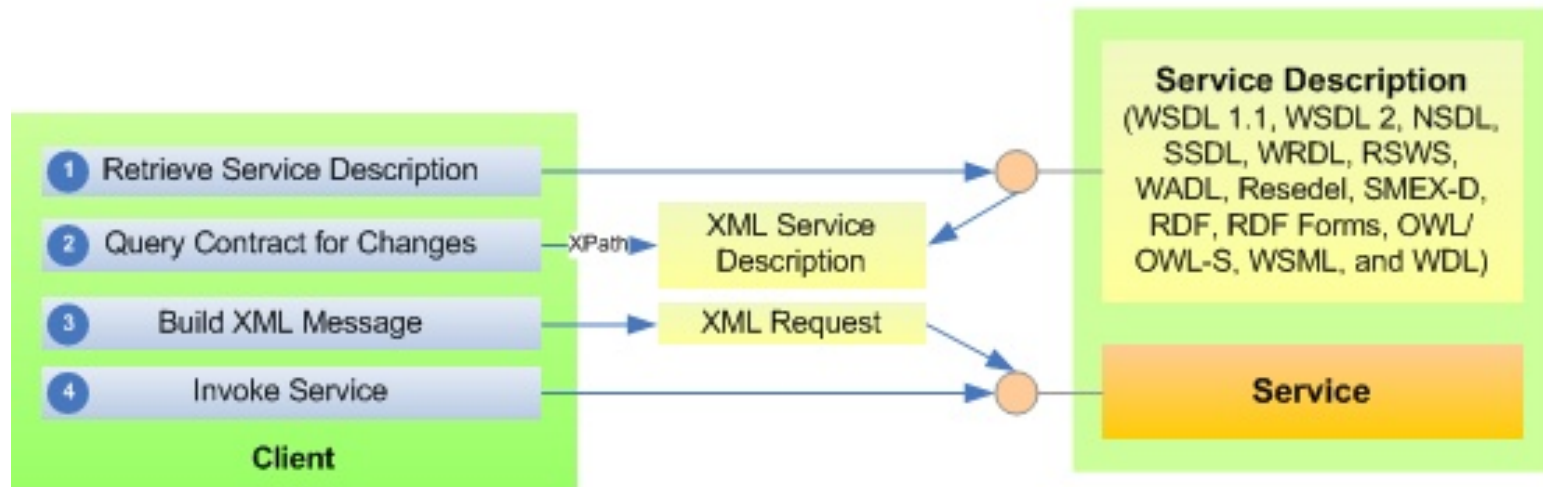 1 Retrieve Service Description
2 Query Contract for Changes
3 Build XML Message
4 Invoke Service
Client
XPath
XML Service
Description
XML Request
Service Description
(WSDL 1.1, WSDL 2, NSDL,
SSDL, WRDL, RSWS,
WADL, Resedel, SMEX-D,
RDF, RDF Forms, OWL/
OWL-S, WSML, and WDL)
Service